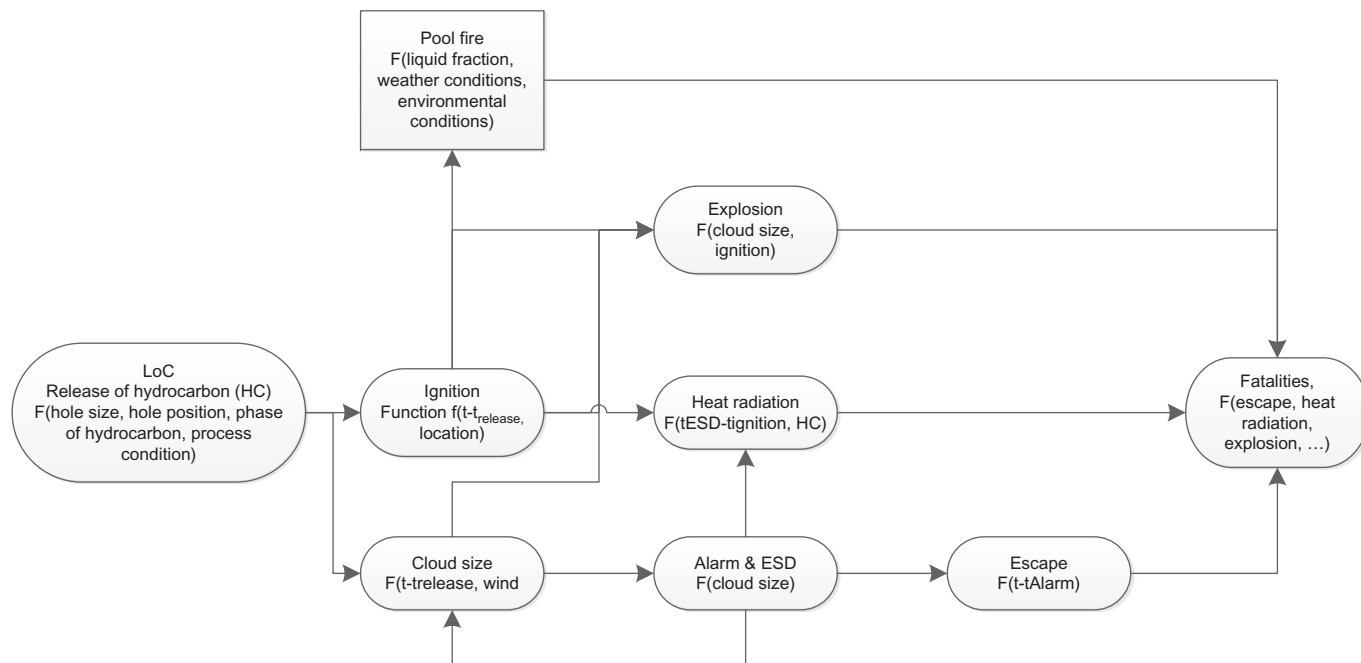 Pool fire
F(liquid fraction,
weather conditions,
environmental
conditions)
Explosion
F(cloud size,
ignition)
LoC
Release of hydrocarbon (HC)
F(hole size, hole position, phase
of hydrocarbon, process
condition)
Ignition
Function f(t-trelease,
location)
Heat radiation
F(tESD-tignition, HC)
Fatalities,
F(escape, heat
radiation,
explosion, …)
Cloud size
F(t-trelease, wind
Alarm & ESD
F(cloud size)
Escape
F(t-tAlarm)